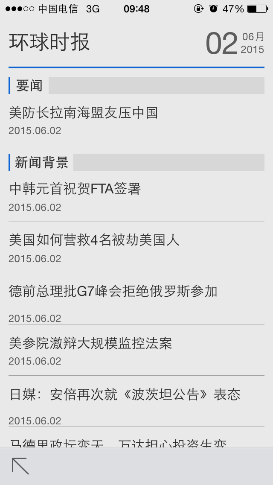 中国电信 3G 09:48 47%
环球时报 02 06月 2015
要闻
美防长拉南海盟友压中国
2015.06.02
新闻背景
中韩元首祝贺FTA签署
2015.06.02
美国如何营救4名被劫美国人
2015.06.02
德前总理批G7峰会拒绝俄罗斯参加
2015.06.02
美参院激辩大规模监控法案
2015.06.02
日媒：安倍再次就《波茨坦公告》表态
2015.06.02
马德里政坛变天 万达担心投资生变